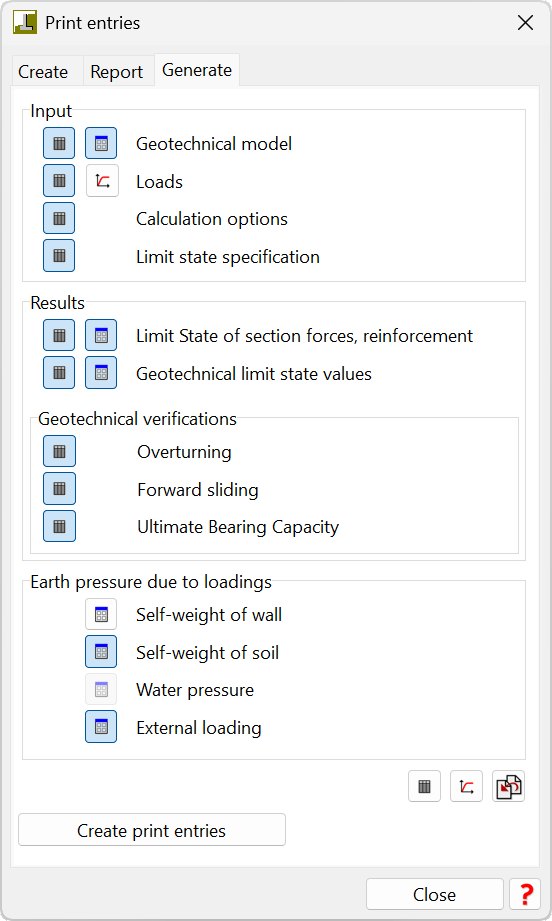 Print entries
Create Report Generate
Input
Geotechnical model
Loads
Calculation options
Limit state specification
Results
Limit State of section forces, reinforcement
Geotechnical limit state values
Geotechnical verifications
Overturning
Forward sliding
Ultimate Bearing Capacity
Earth pressure due to loadings
Self-weight of wall
Self-weight of soil
Water pressure
External loading
Create print entries
Close ?